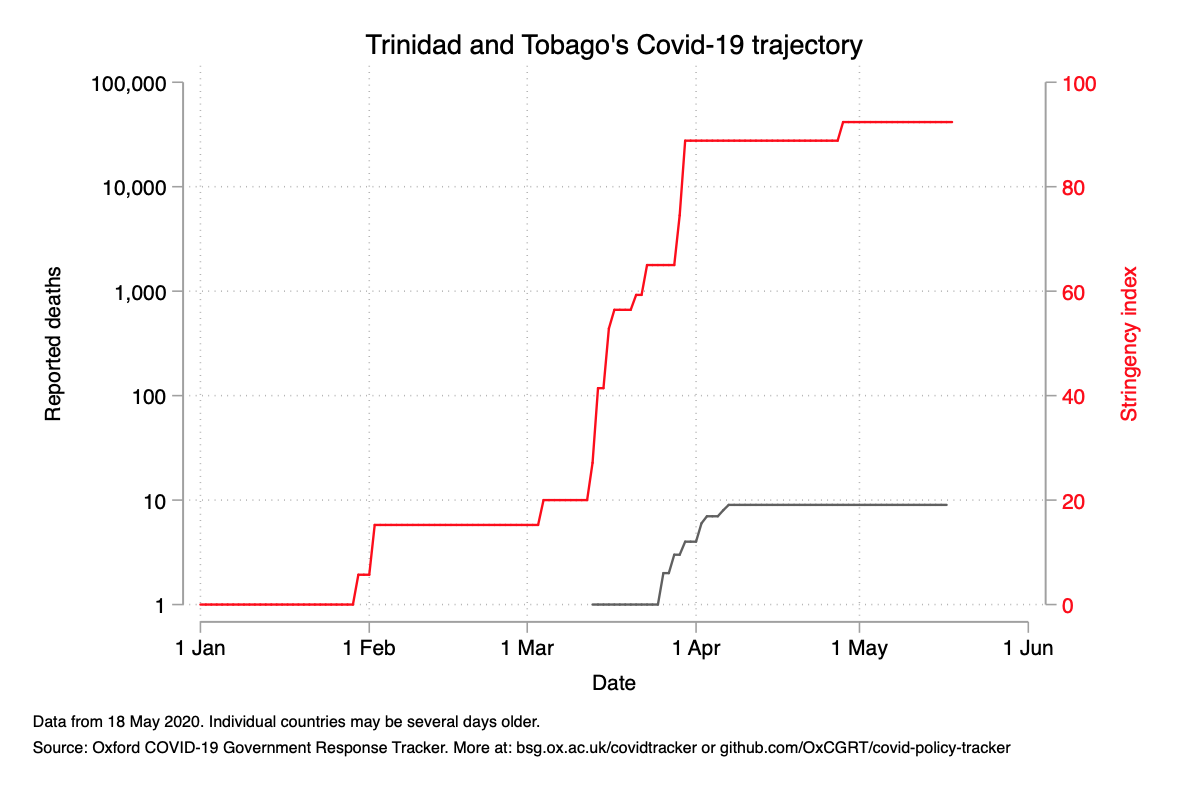 Trinidad and Tobago's Covid-19 trajectory
100,000
10,000
1,000
100
10
1
Reported deaths
100
80
60
40
20
0
Stringency index
1 Jan
1 Feb
1 Mar
1 Apr
1 May
1 Jun
Date
Data from 18 May 2020. Individual countries may be several days older.
Source: Oxford COVID-19 Government Response Tracker. More at: bsg.ox.ac.uk/covidtracker or github.com/OxCGRT/covid-policy-tracker